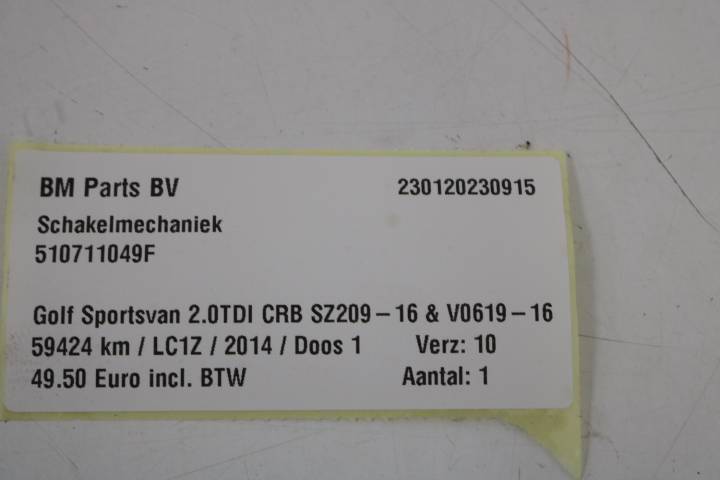 BM Parts BV 230120230915
Schakelmechaniek
510711049F
Golf Sportsvan 2.0TDI CRB SZ209-16 & V0619-16
59424 km / LC1Z / 2014 / Doos 1 Verz: 10
49.50 Euro incl. BTW Aantal: 1